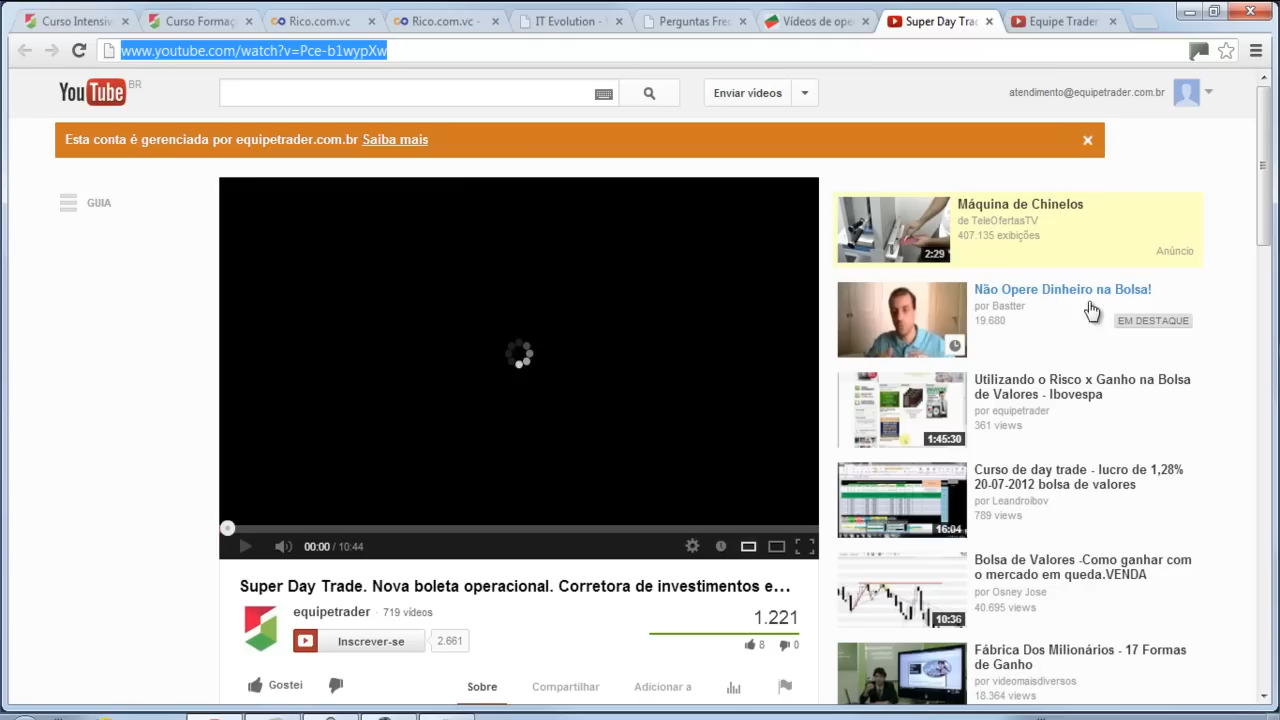 Curso Intensiv
Curso Formaç
Rico.com.vc
Rico.com.vc -
IT Evolution -
Perguntas Fre
Vídeos de ope
Super Day Tra
Equipe Trader
www.youtube.com/watch?v=Pce-b1wypXw
YouTube BR
Enviar vídeos
atendimento@equipetrader.com.br
Esta conta é gerenciada por equipetrader.com.br Saiba mais
GUIA
Máquina de Chinelos
de TeleOfertasTV
407.135 exibições
Anúncio
2:29
Não Opere Dinheiro na Bolsa!
por Bastter
19.680
EM DESTAQUE
Utilizando o Risco x Ganho na Bolsa
de Valores - Ibovespa
por equipetrader
361 views
1:45:30
Curso de day trade - lucro de 1,28%
20-07-2012 bolsa de valores
por Leandroibov
789 views
16:04
Bolsa de Valores -Como ganhar com
o mercado em queda.VENDA
por Osney Jose
40.695 views
10:36
Fábrica Dos Milionários - 17 Formas
de Ganho
por videomaisdiversos
18.364 views
00:00 / 10:44
Super Day Trade. Nova boleta operacional. Corretora de investimentos e...
equipetrader · 719 vídeos
Inscrever-se 2.661
1.221
8 0
Gostei
Sobre Compartilhar Adicionar a